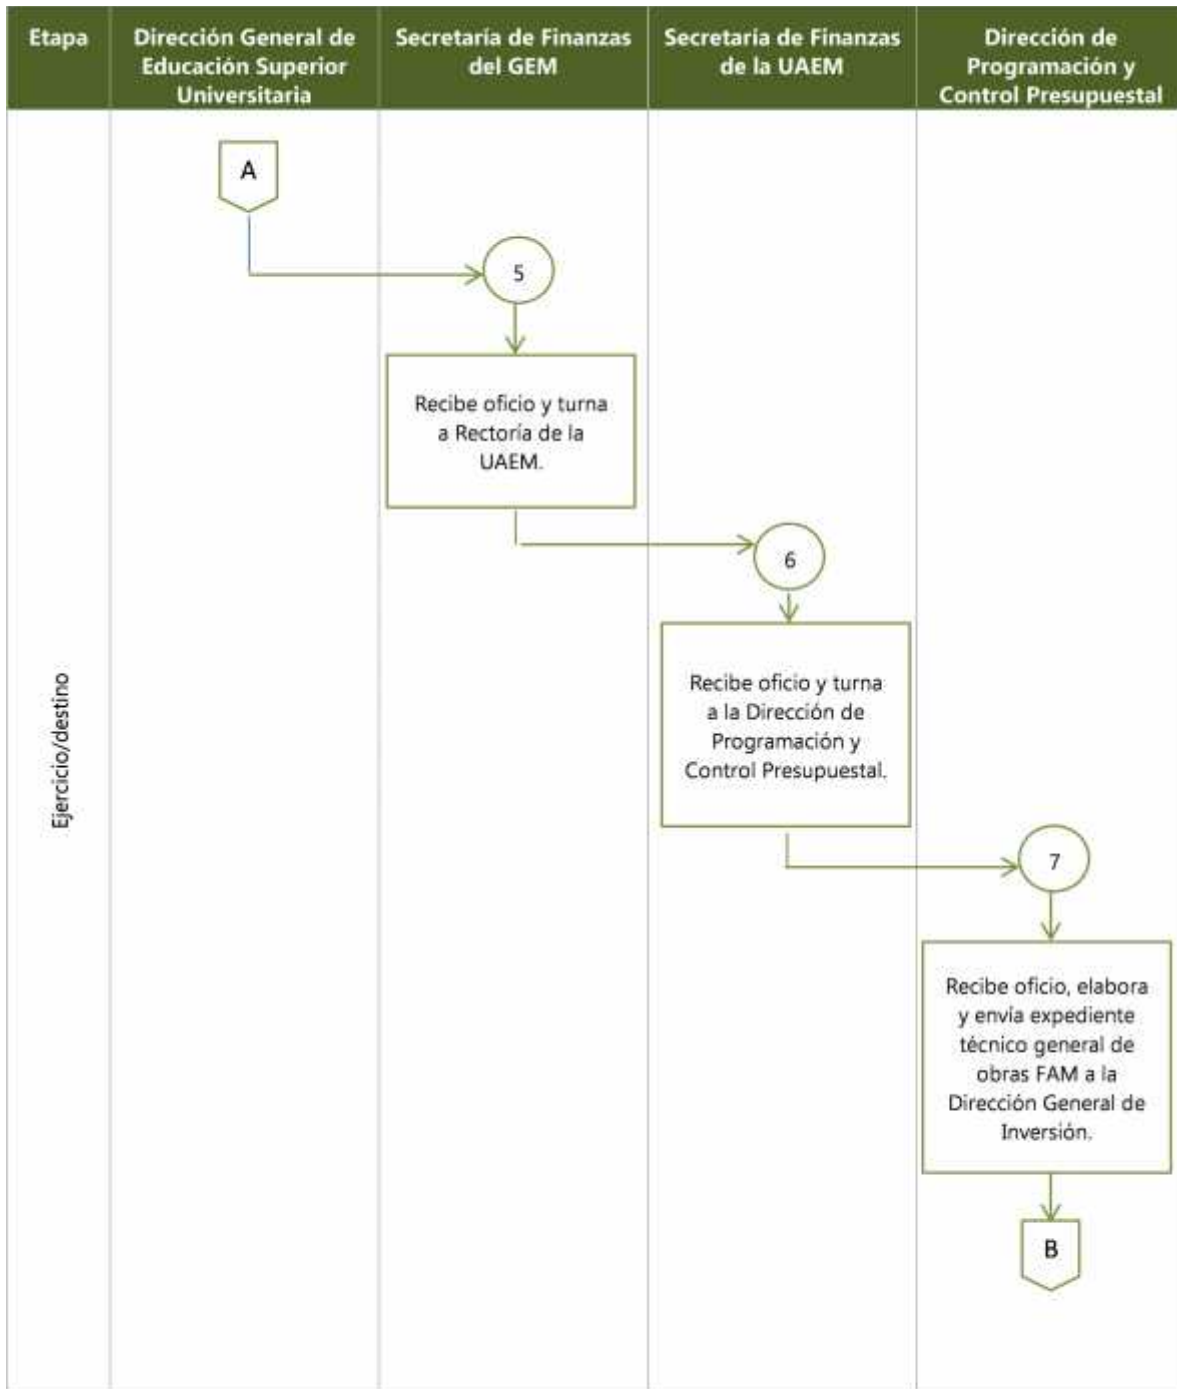 Etapa
Dirección General de
Educación Superior
Universitaria
Secretaría de Finanzas
del GEM
Secretaría de Finanzas
de la UAEM
Dirección de
Programación y
Control Presupuestal
Ejercicio/destino
A
5
Recibe oficio y turna
a Rectoría de la
UAEM.
6
Recibe oficio y turna
a la Dirección de
Programación y
Control Presupuestal.
7
Recibe oficio, elabora
y envía expediente
técnico general de
obras FAM a la
Dirección General de
Inversión.
B